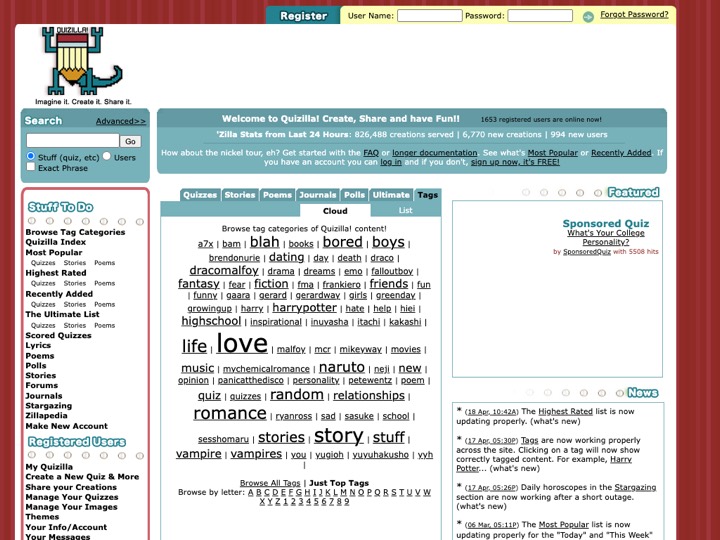 Register
User Name:
Password:
Forgot Password?
QUIZILLA!
Imagine it. Create it. Share it.
Search
Advanced>>
Go
Stuff (quiz, etc) Users
Exact Phrase
Welcome to Quizilla! Create, Share and have Fun!!
1653 registered users are online now!
'Zilla Stats from Last 24 Hours: 826,488 creations served | 6,770 new creations | 994 new users
How about the nickel tour, eh? Get started with the FAQ or longer documentation. See what's Most Popular or Recently Added. If
you have an account you can log in and if you don't, sign up now, it's FREE!
Stuff To Do
Browse Tag Categories
Quizilla Index
Most Popular
Quizzes Stories Poems
Highest Rated
Quizzes Stories Poems
Recently Added
Quizzes Stories Poems
The Ultimate List
Quizzes Stories Poems
Scored Quizzes
Lyrics
Poems
Polls
Stories
Forums
Journals
Stargazing
Zillapedia
Make New Account
Registered Users
My Quizilla
Create a New Quiz & More
Share your Creations
Manage Your Quizzes
Manage Your Images
Themes
Your Info/Account
Your Messages
Quizzes Stories Poems Journals Polls Ultimate Tags
Cloud List
Browse tag categories of Quizilla! content!
a7x | bam | blah | books | bored | boys |
brendonurie | dating | day | death | draco |
dracomalfoy | drama | dreams | emo | falloutboy |
fantasy | fear | fiction | fma | frankiero | friends | fun
| funny | gaara | gerard | gerardway | girls | greenday |
growingup | harry | harrypotter | hate | help | hiei |
highschool | inspirational | inuyasha | itachi | kakashi |
life | love | malfoy | mcr | mikeyway | movies |
music | mychemicalromance | naruto | neji | new |
opinion | panicatthedisco | personality | petewentz | poem |
quiz | quizzes | random | relationships |
romance | ryanross | sad | sasuke | school |
sesshomaru | stories | story | stuff |
vampire | vampires | you | yugioh | yuyuhakusho | yyh
|
Browse All Tags | Just Top Tags
Browse by letter: A B C D E F G H I J K L M N O P Q R S T U V W
X Y Z 1 2 3 4 5 6 7 8 9
Featured
Sponsored Quiz
What's Your College
Personality?
by SponsoredQuiz with 5508 hits
News
* (18 Apr, 10:42A) The Highest Rated list is now
updating properly. (what's new)
* (17 Apr, 05:30P) Tags are now working properly
across the site. Clicking on a tag will now show
correctly tagged content. For example, Harry
Potter... (what's new)
* (17 Apr, 05:26P) Daily horoscopes in the Stargazing
section are now working after a short outage.
(what's new)
* (06 Mar, 05:11P) The Most Popular list is now
updating properly for the "Today" and "This Week"